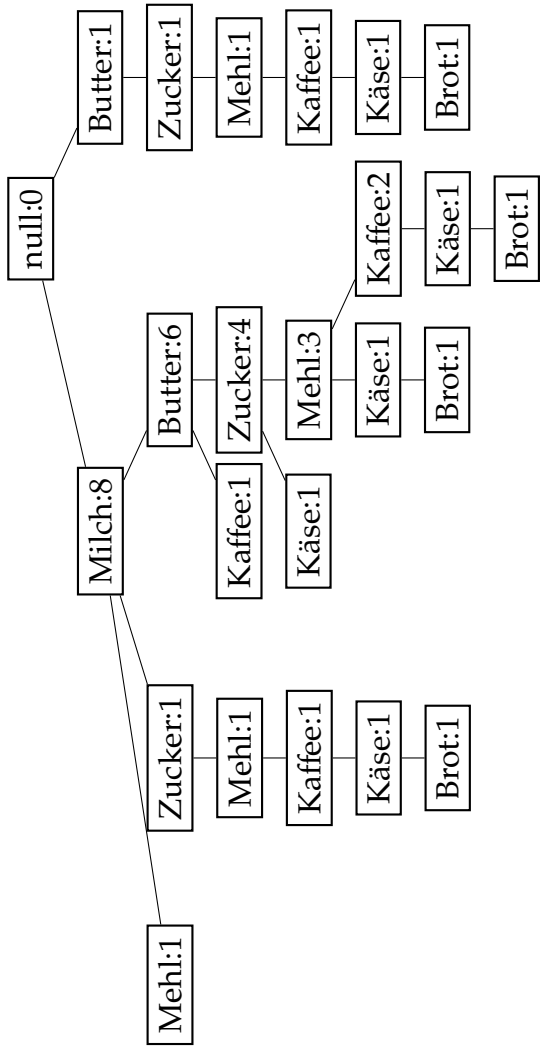 null:0
Milch:8
Butter:1
Mehl:1
Zucker:1
Butter:6
Zucker:1
Mehl:1
Kaffee:1
Zucker:4
Mehl:1
Kaffee:1
Käse:1
Mehl:3
Kaffee:1
Käse:1
Käse:1
Kaffee:2
Käse:1
Brot:1
Brot:1
Käse:1
Brot:1
Brot:1